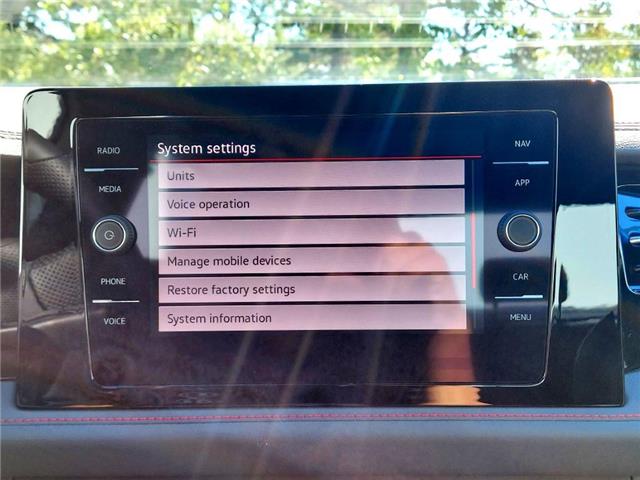 RADIO
MEDIA
PHONE
VOICE
System settings
Units
Voice operation
Wi-Fi
Manage mobile devices
Restore factory settings
System information
NAV
APP
CAR
MENU